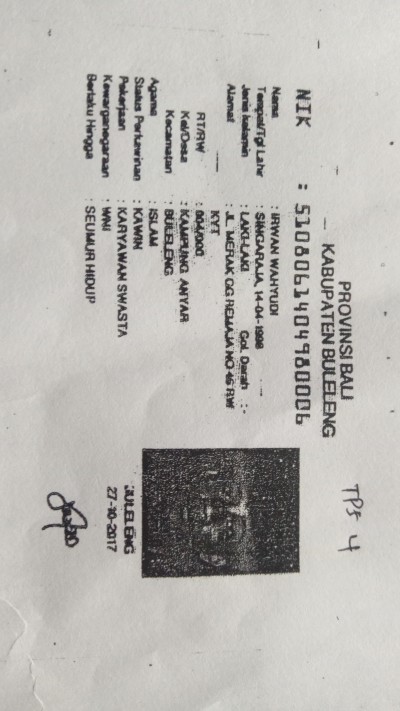 PROVINSI BALI
KABUPATEN BULELENG
NIK : 5108061404980006
Nama : IRWAN WAHYUDI
Tempat/Tgl Lahir : SINGARAJA, 14-04-1998
Jenis kelamin : LAKI-LAKI Gol. Darah : -
Alamat : JL. MERAK GG REMAJA NO.46 RW
KYT
RT/RW : 004/000
Kel/Desa : KAMPUNG ANYAR
Kecamatan : BULELENG
Agama : ISLAM
Status Perkawinan : KAWIN
Pekerjaan : KARYAWAN SWASTA
Kewarganegaraan : WNI
Berlaku Hingga : SEUMUR HIDUP
BULELENG
27-10-2017
TPS 4